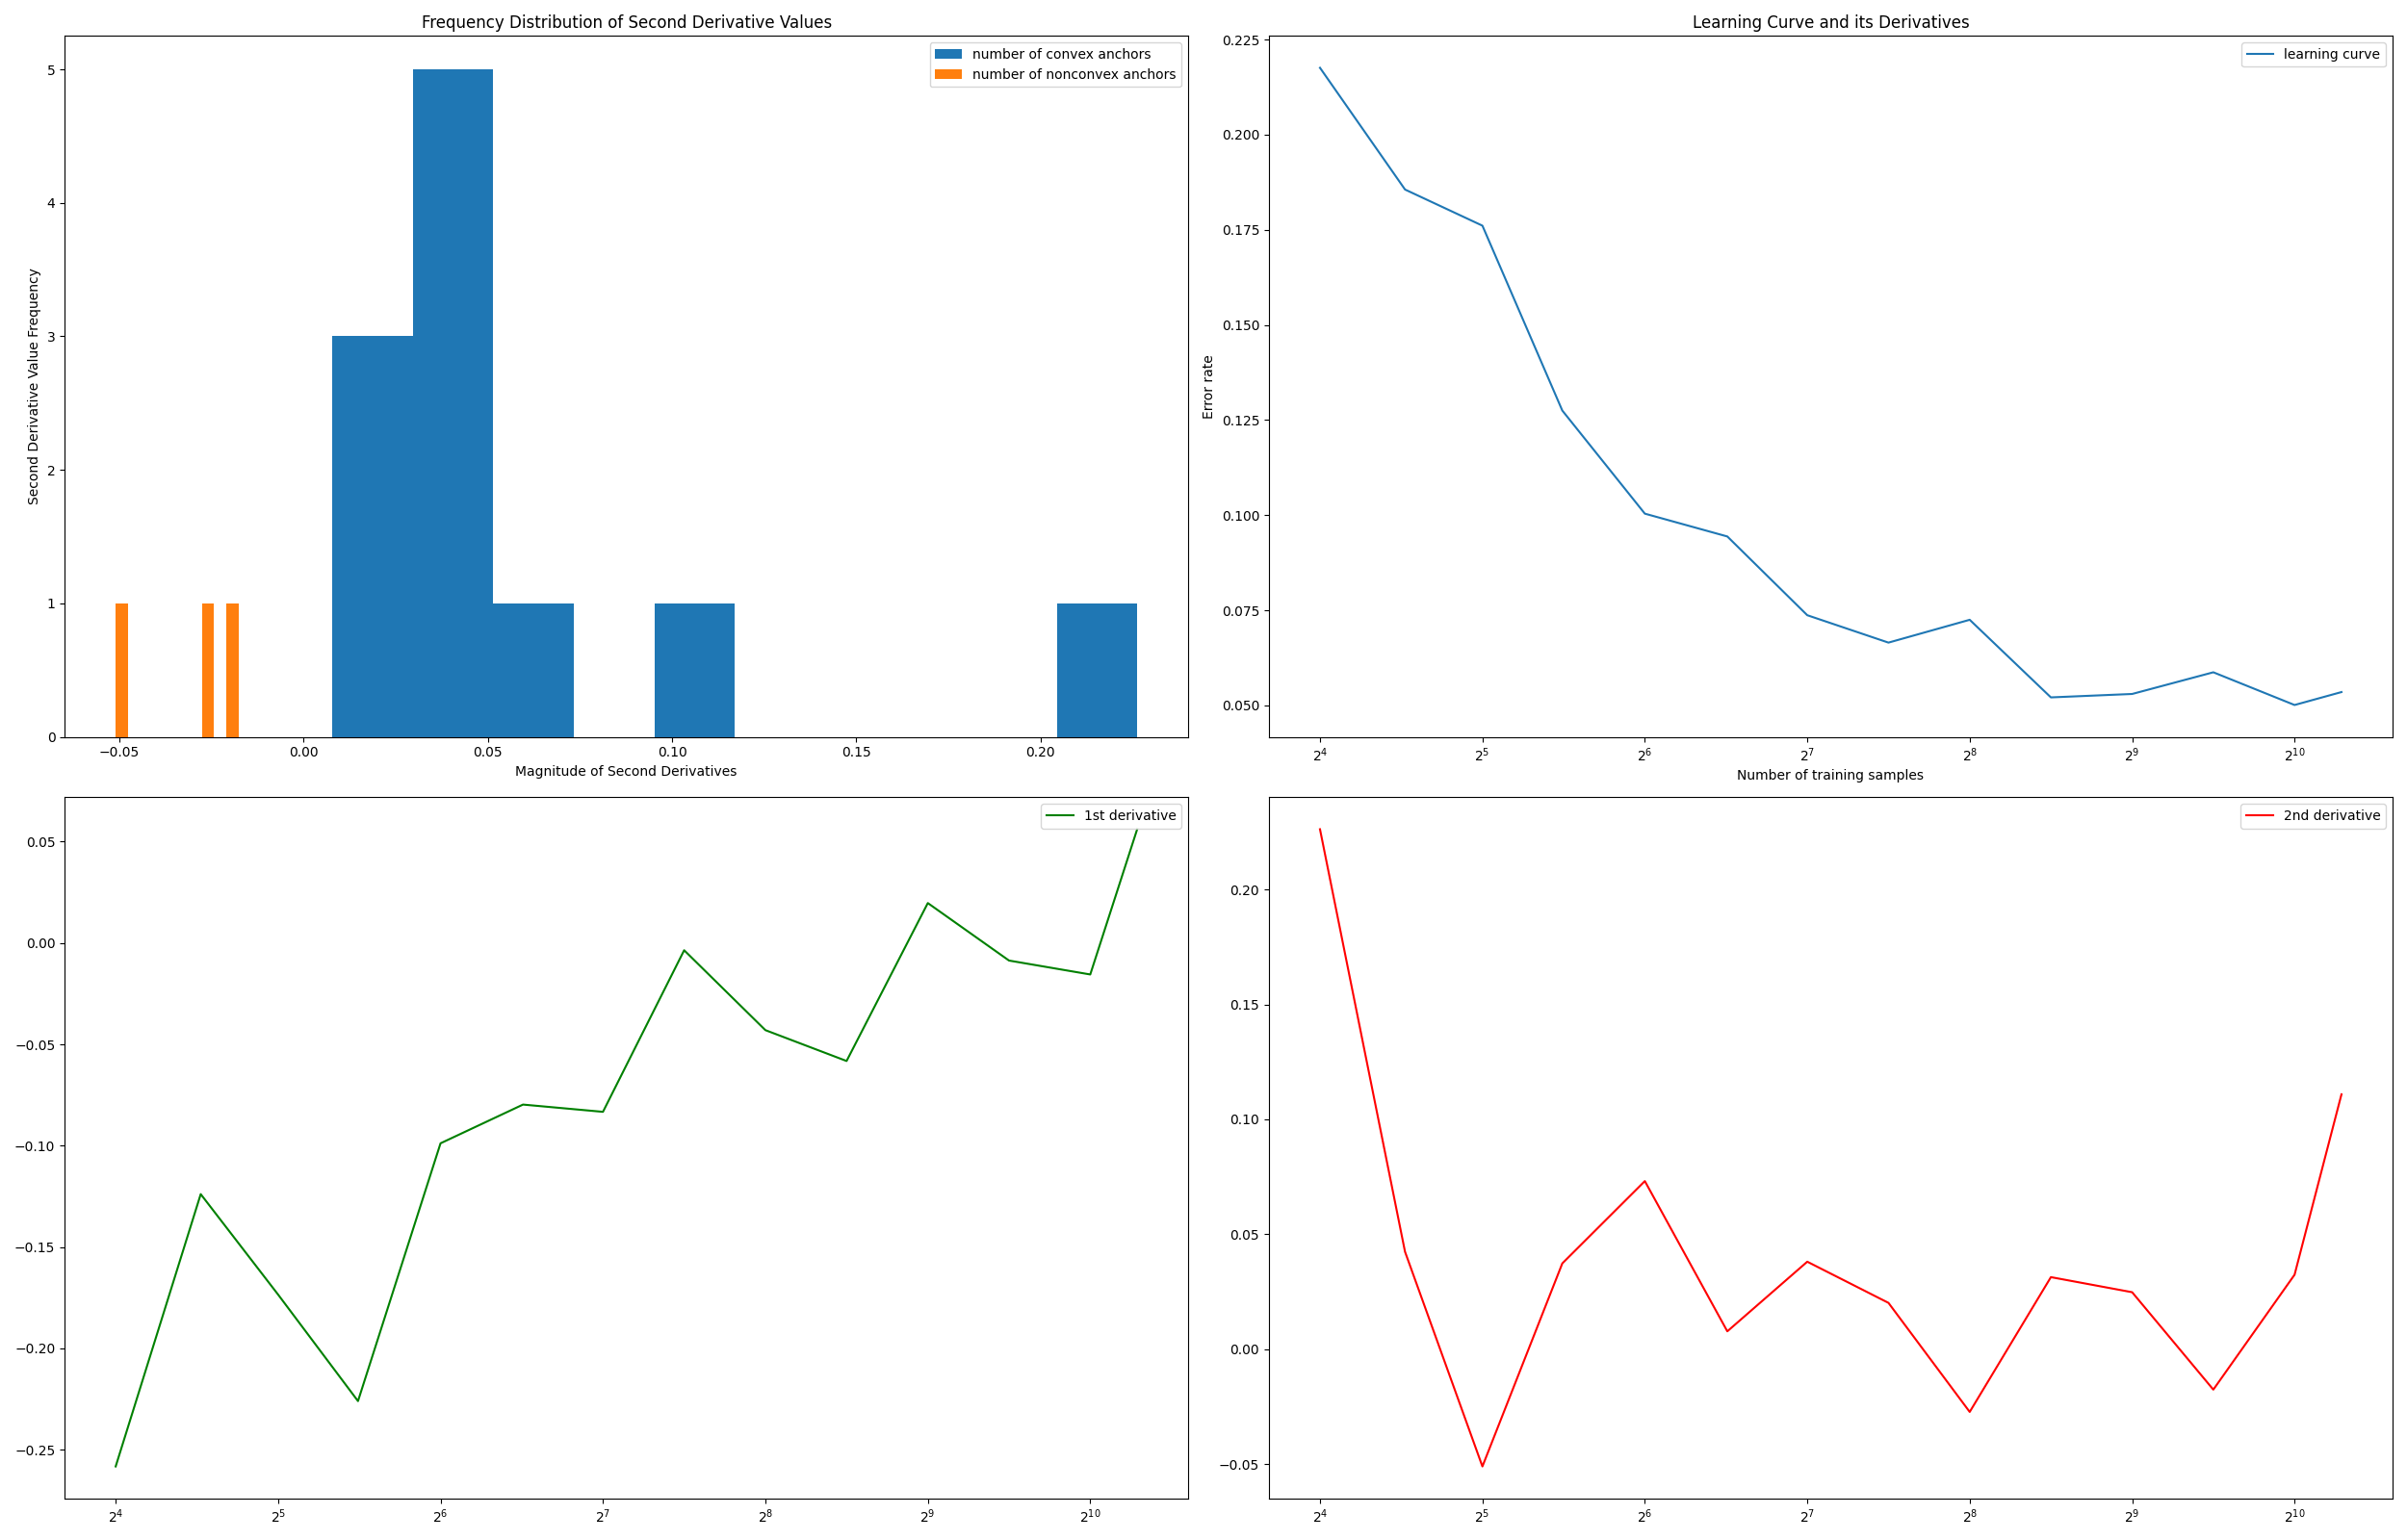 Frequency Distribution of Second Derivative Values
number of convex anchors
number of nonconvex anchors
Second Derivative Value Frequency
5
4
3
2
1
0
−0.05 0.00 0.05 0.10 0.15 0.20
Magnitude of Second Derivatives
Learning Curve and its Derivatives
learning curve
Error rate
0.225
0.200
0.175
0.150
0.125
0.100
0.075
0.050
2⁴ 2⁵ 2⁶ 2⁷ 2⁸ 2⁹ 2¹⁰
Number of training samples
1st derivative
0.05
0.00
−0.05
−0.10
−0.15
−0.20
−0.25
2⁴ 2⁵ 2⁶ 2⁷ 2⁸ 2⁹ 2¹⁰
2nd derivative
0.20
0.15
0.10
0.05
0.00
−0.05
2⁴ 2⁵ 2⁶ 2⁷ 2⁸ 2⁹ 2¹⁰